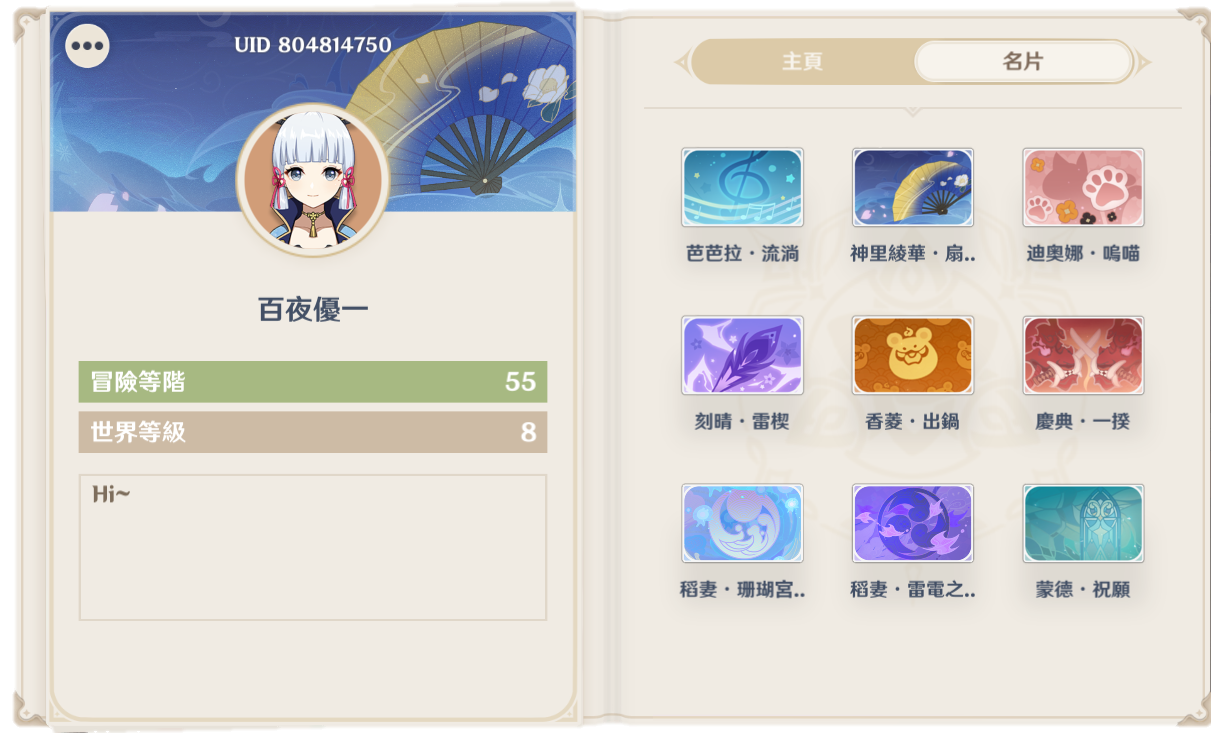 UID 804814750
百夜優一
冒險等階 55
世界等級 8
Hi~
主頁 名片
芭芭拉・流淌 神里綾華・扇.. 迪奧娜・嗚喵
刻晴・雷楔 香菱・出鍋 慶典・一揆
稻妻・珊瑚宮.. 稻妻・雷電之.. 蒙德・祝願